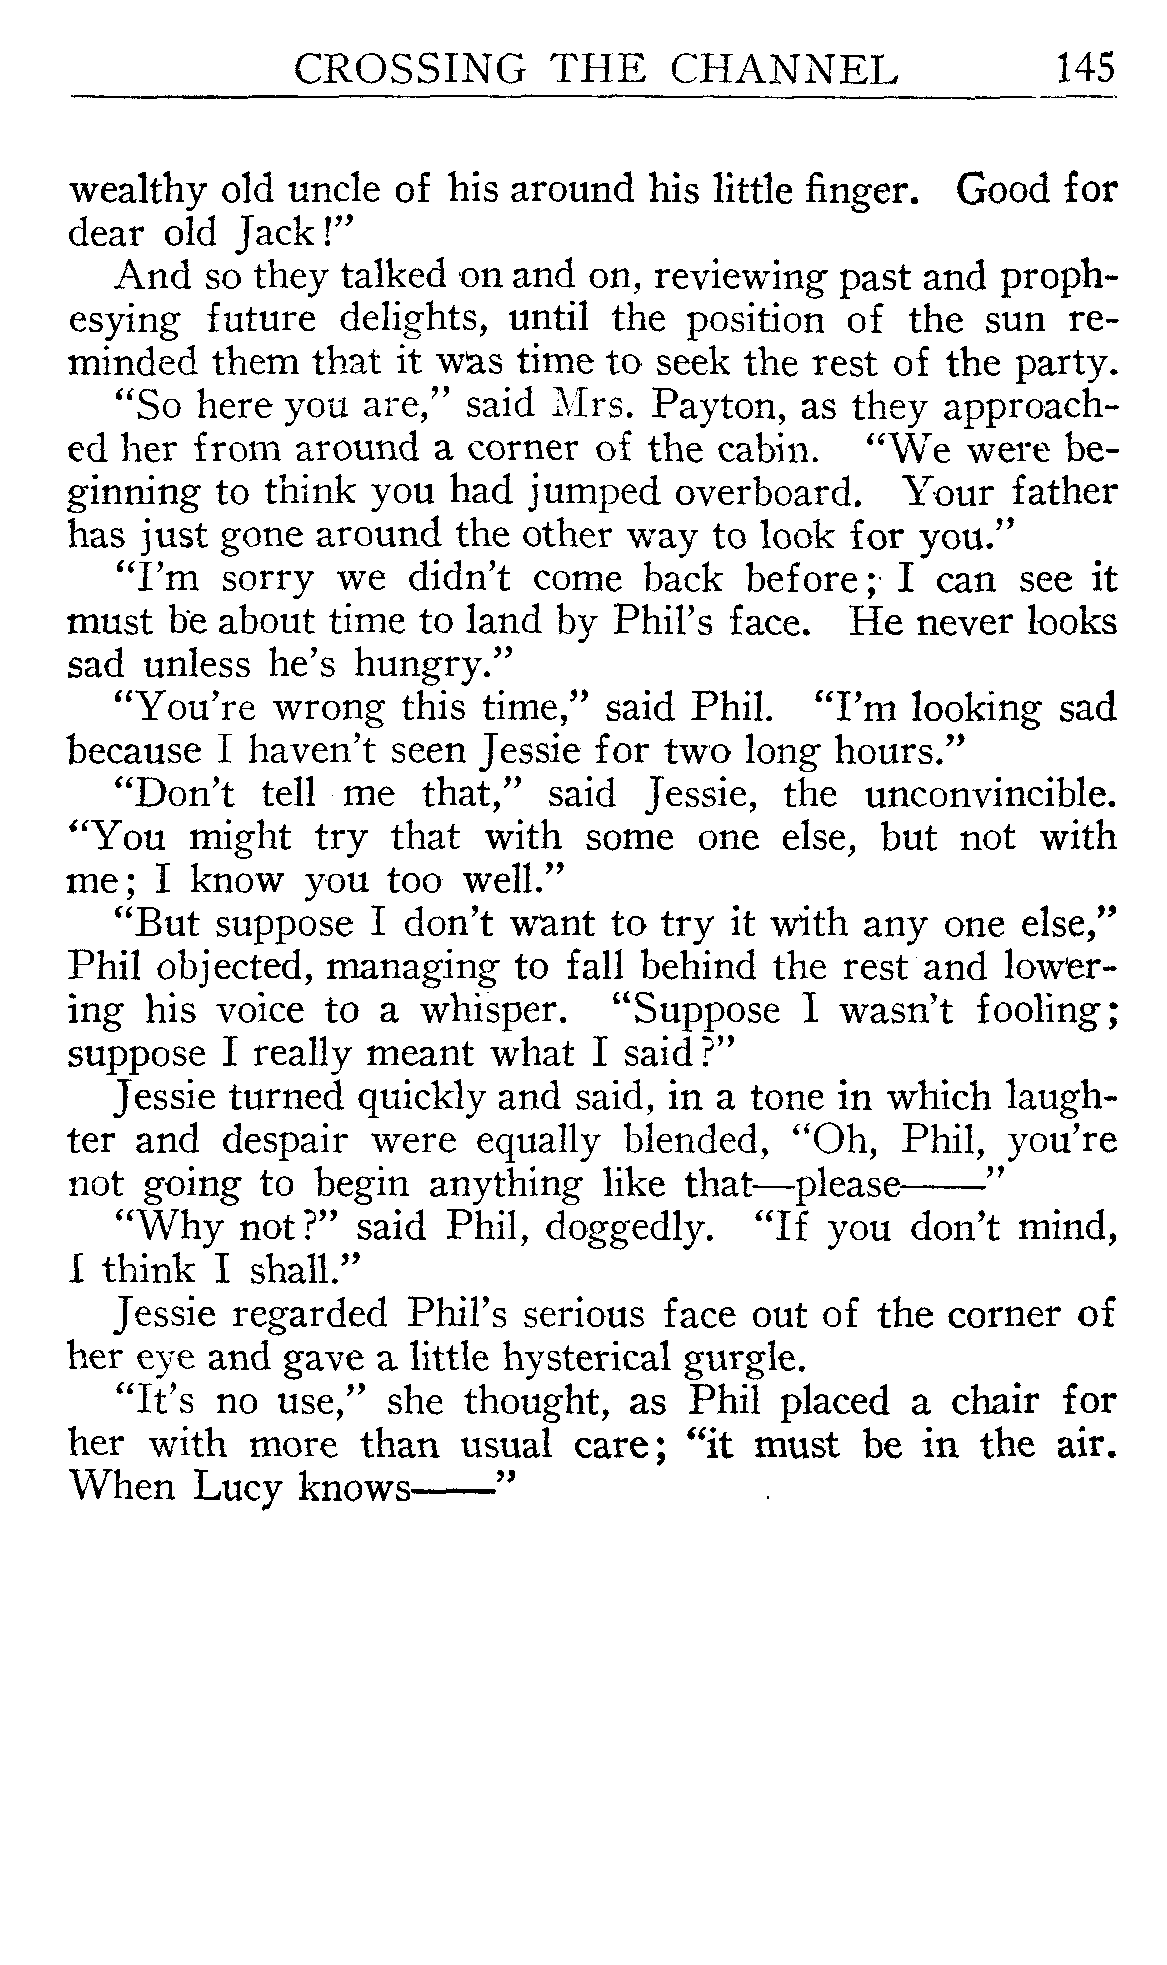 CROSSING THE CHANNEL 145
wealthy old uncle of his around his little finger. Good for
dear old Jack!”
And so they talked on and on, reviewing past and proph-
esying future delights, until the position of the sun re-
minded them that it was time to seek the rest of the party.
“So here you are,” said Mrs. Payton, as they approach-
ed her from around a corner of the cabin. “We were be-
ginning to think you had jumped overboard. Your father
has just gone around the other way to look for you.”
“I’m sorry we didn’t come back before; I can see it
must be about time to land by Phil’s face. He never looks
sad unless he’s hungry.”
“You’re wrong this time,” said Phil. “I’m looking sad
because I haven’t seen Jessie for two long hours.”
“Don’t tell me that,” said Jessie, the unconvincible.
“You might try that with some one else, but not with
me; I know you too well.”
“But suppose I don’t want to try it with any one else,”
Phil objected, managing to fall behind the rest and lower-
ing his voice to a whisper. “Suppose I wasn’t fooling;
suppose I really meant what I said?”
Jessie turned quickly and said, in a tone in which laugh-
ter and despair were equally blended, “Oh, Phil, you’re
not going to begin anything like that—please——”
“Why not?” said Phil, doggedly. “If you don’t mind,
I think I shall.”
Jessie regarded Phil’s serious face out of the corner of
her eye and gave a little hysterical gurgle.
“It’s no use,” she thought, as Phil placed a chair for
her with more than usual care; “it must be in the air.
When Lucy knows——”